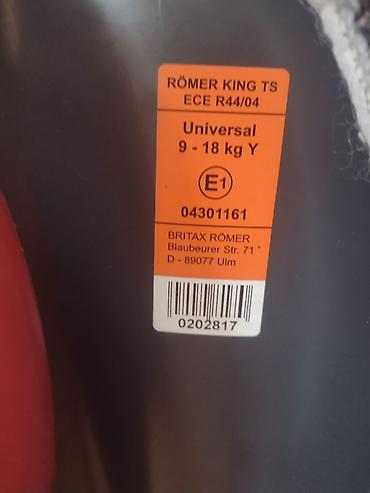 RÖMER KING TS
ECE R44/04
Universal
9 - 18 kg Y
E1
04301161
BRITAX RÖMER
Blaubeurer Str. 71
D - 89077 Ulm
0202817